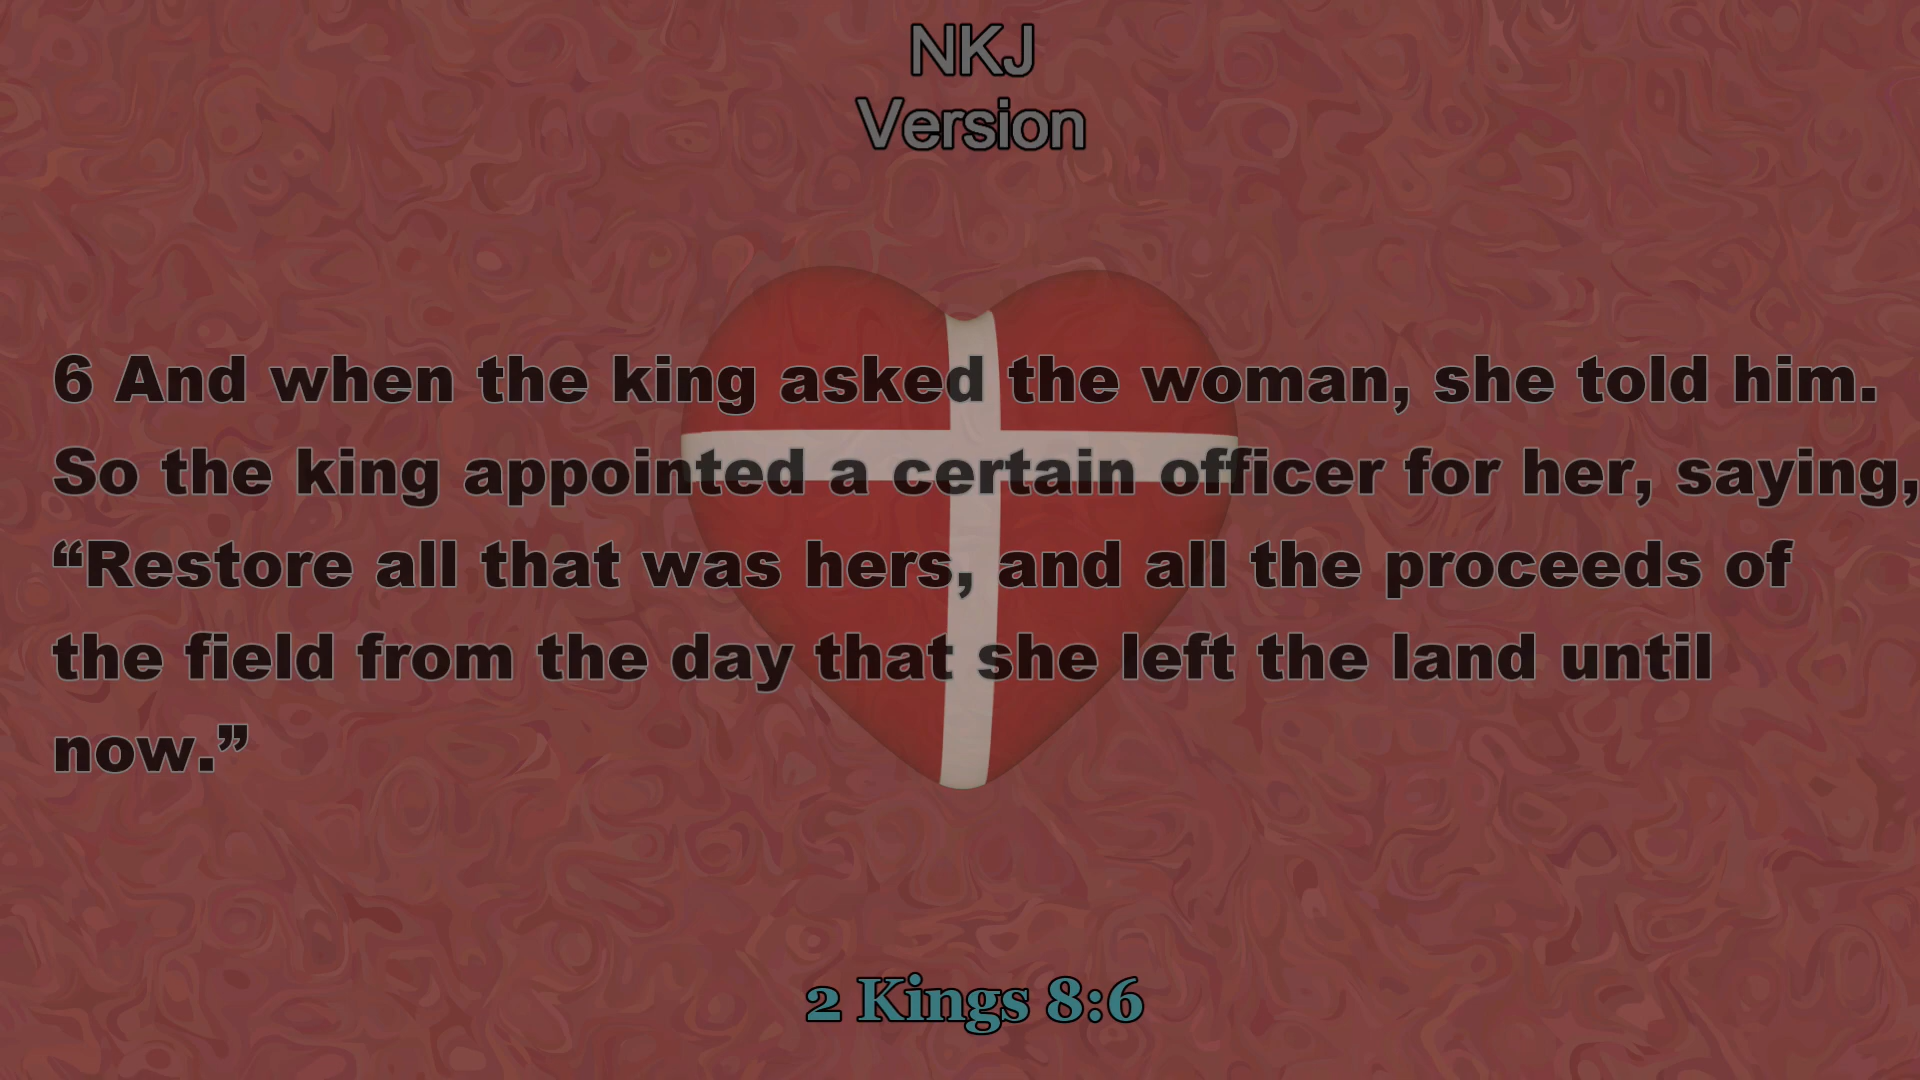 NKJ
Version
6 And when the king asked the woman, she told him.
So the king appointed a certain officer for her, saying,
“Restore all that was hers, and all the proceeds of
the field from the day that she left the land until
now.”
2 Kings 8:6